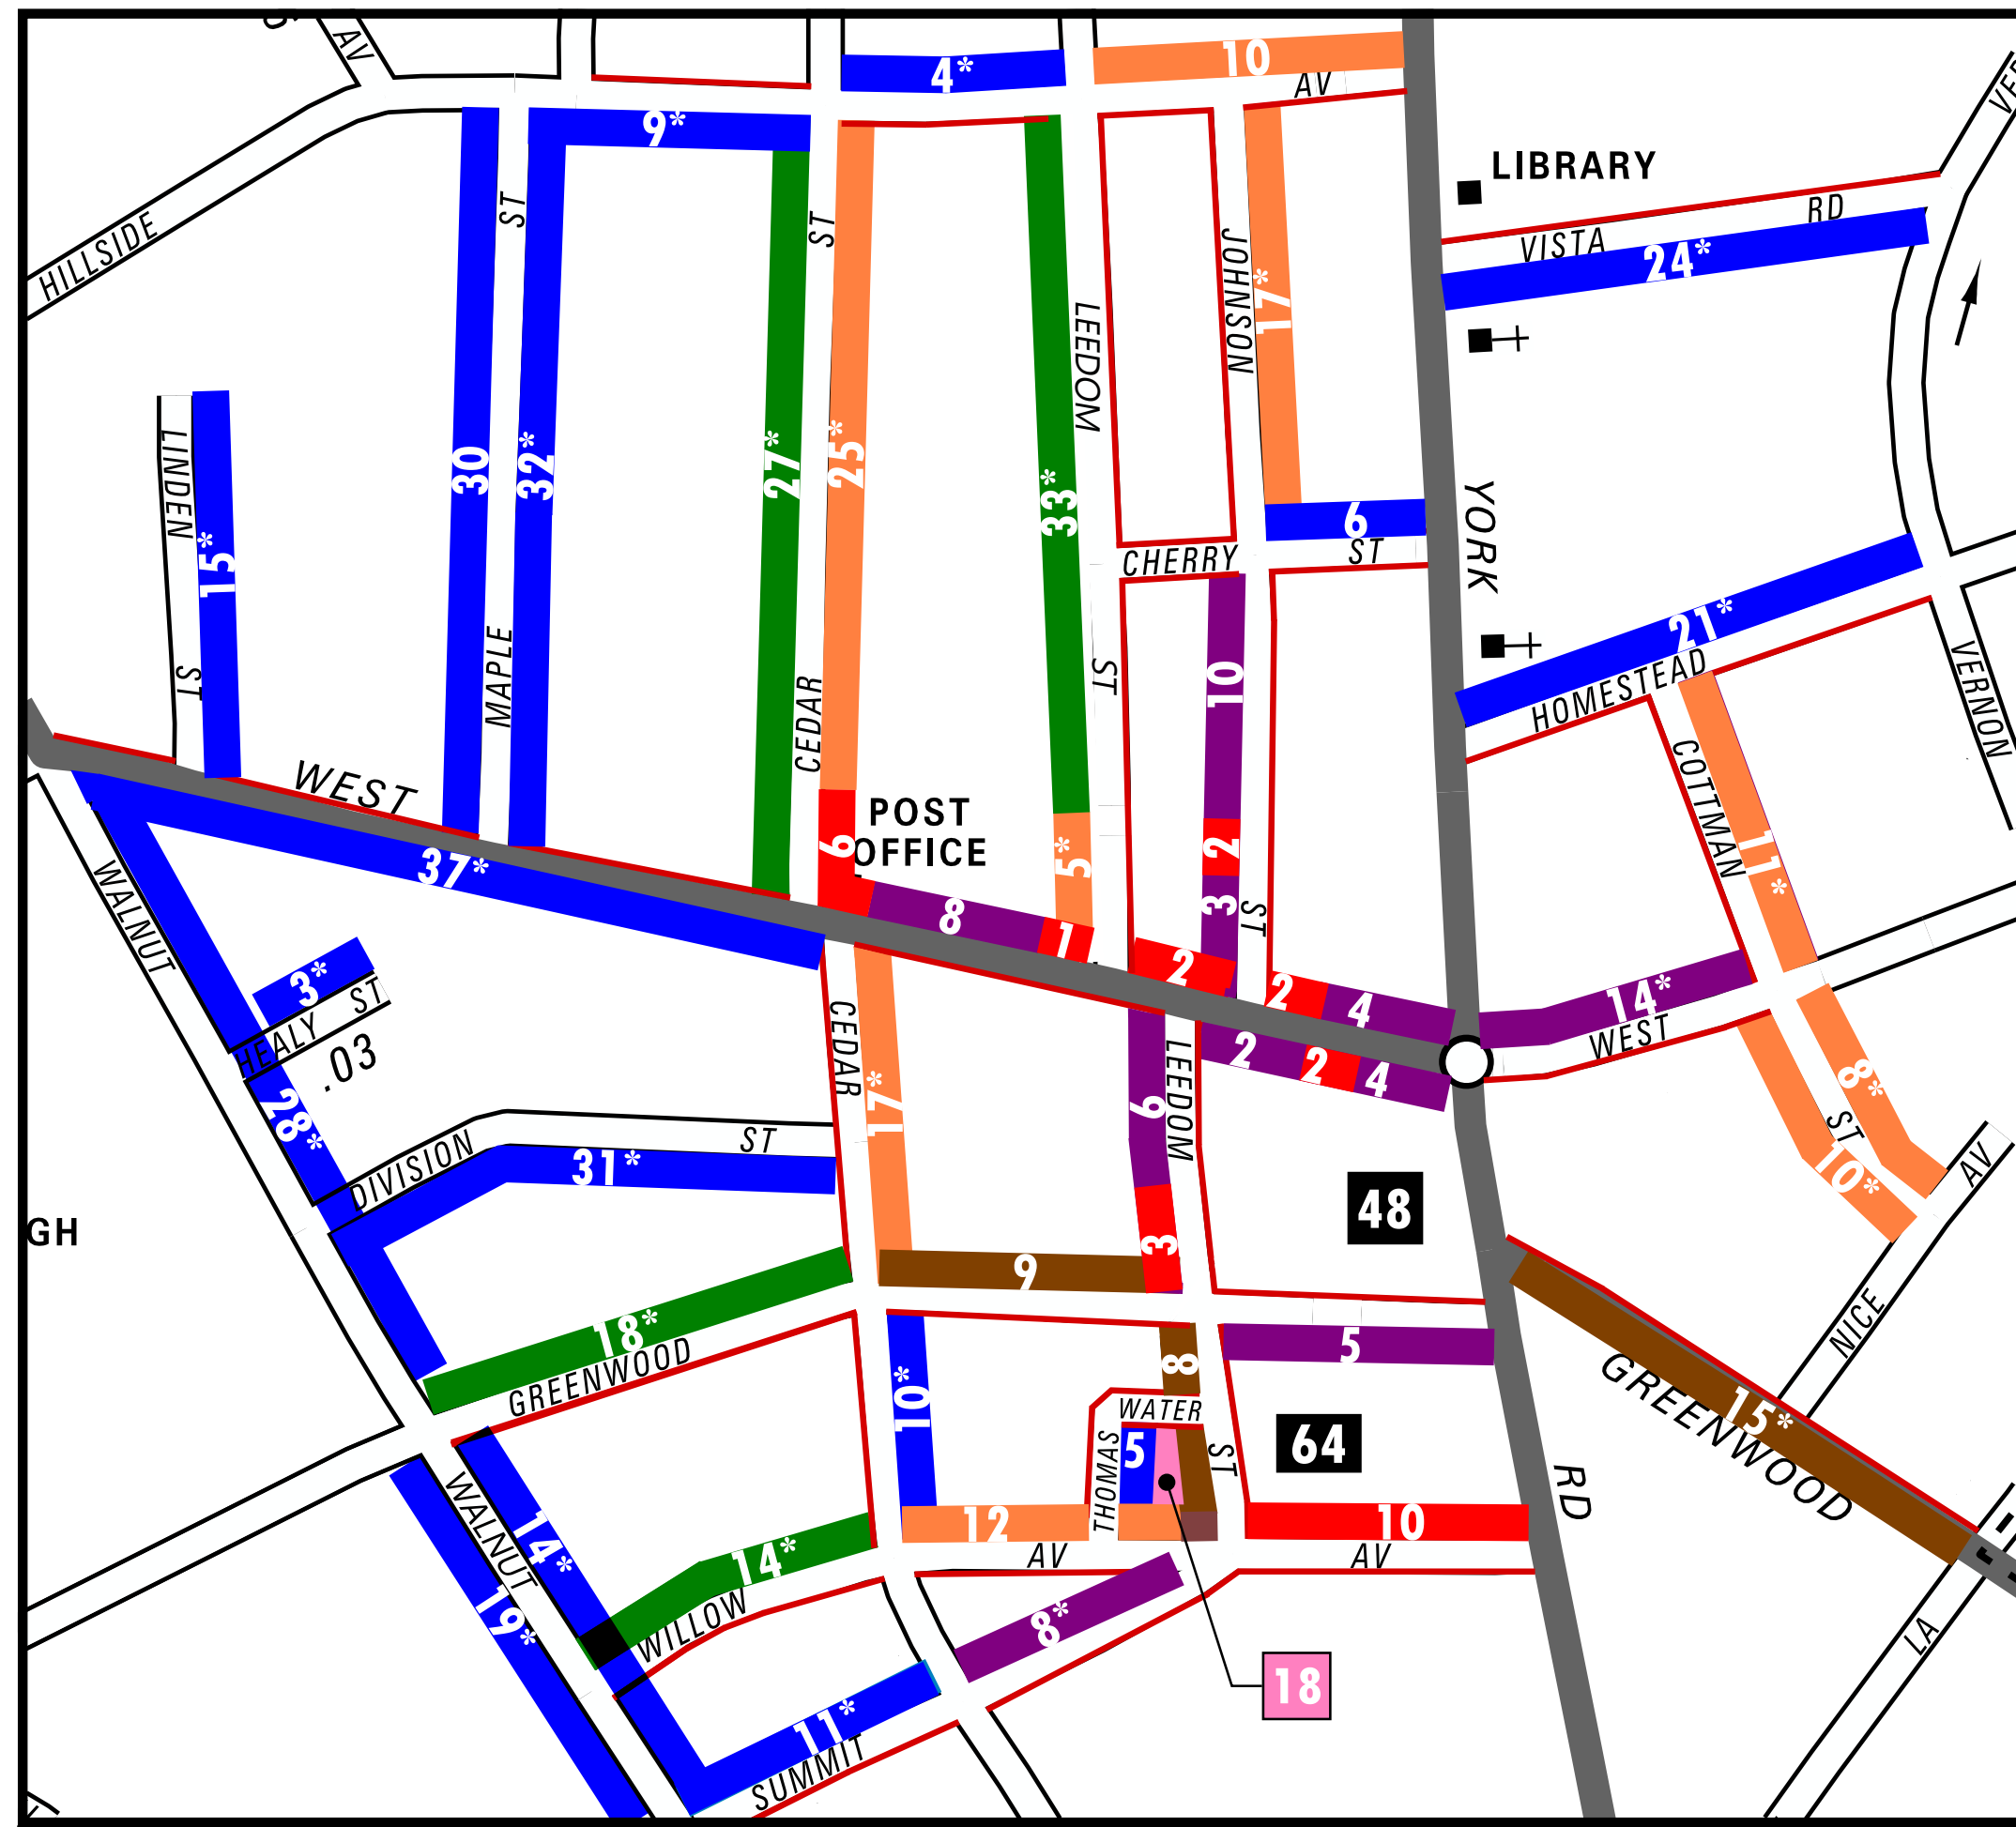 AV
4*
10
AV
9*
LIBRARY
RD
VISTA
24*
ST
ST
HILLSIDE
JOHNSON
17*
LEEDOM
LINDEN
15*
30
32*
27*
25*
33*
6
CHERRY
ST
YORK
21*
HOMESTEAD
VERNON
ST
MAPLE
CEDAR
ST
10
COTTMAN
11*
WEST
POST
OFFICE
6
5*
2
3
ST
37*
8
1
2
2
4
14*
WEST
WALNUT
3*
HEALY ST
.03
28*
CEDAR
17*
2
2
4
LEEDOM
6
3
8*
ST
10*
AV
DIVISION
ST
31*
48
GH
9
18*
GREENWOOD
5
NICE
10*
8
WATER
THOMAS
5
ST
64
15*
GREENWOOD
RD
WALNUT
14*
12
AV
10
AV
14*
WILLOW
19*
8*
18
11*
SUMMIT
LA